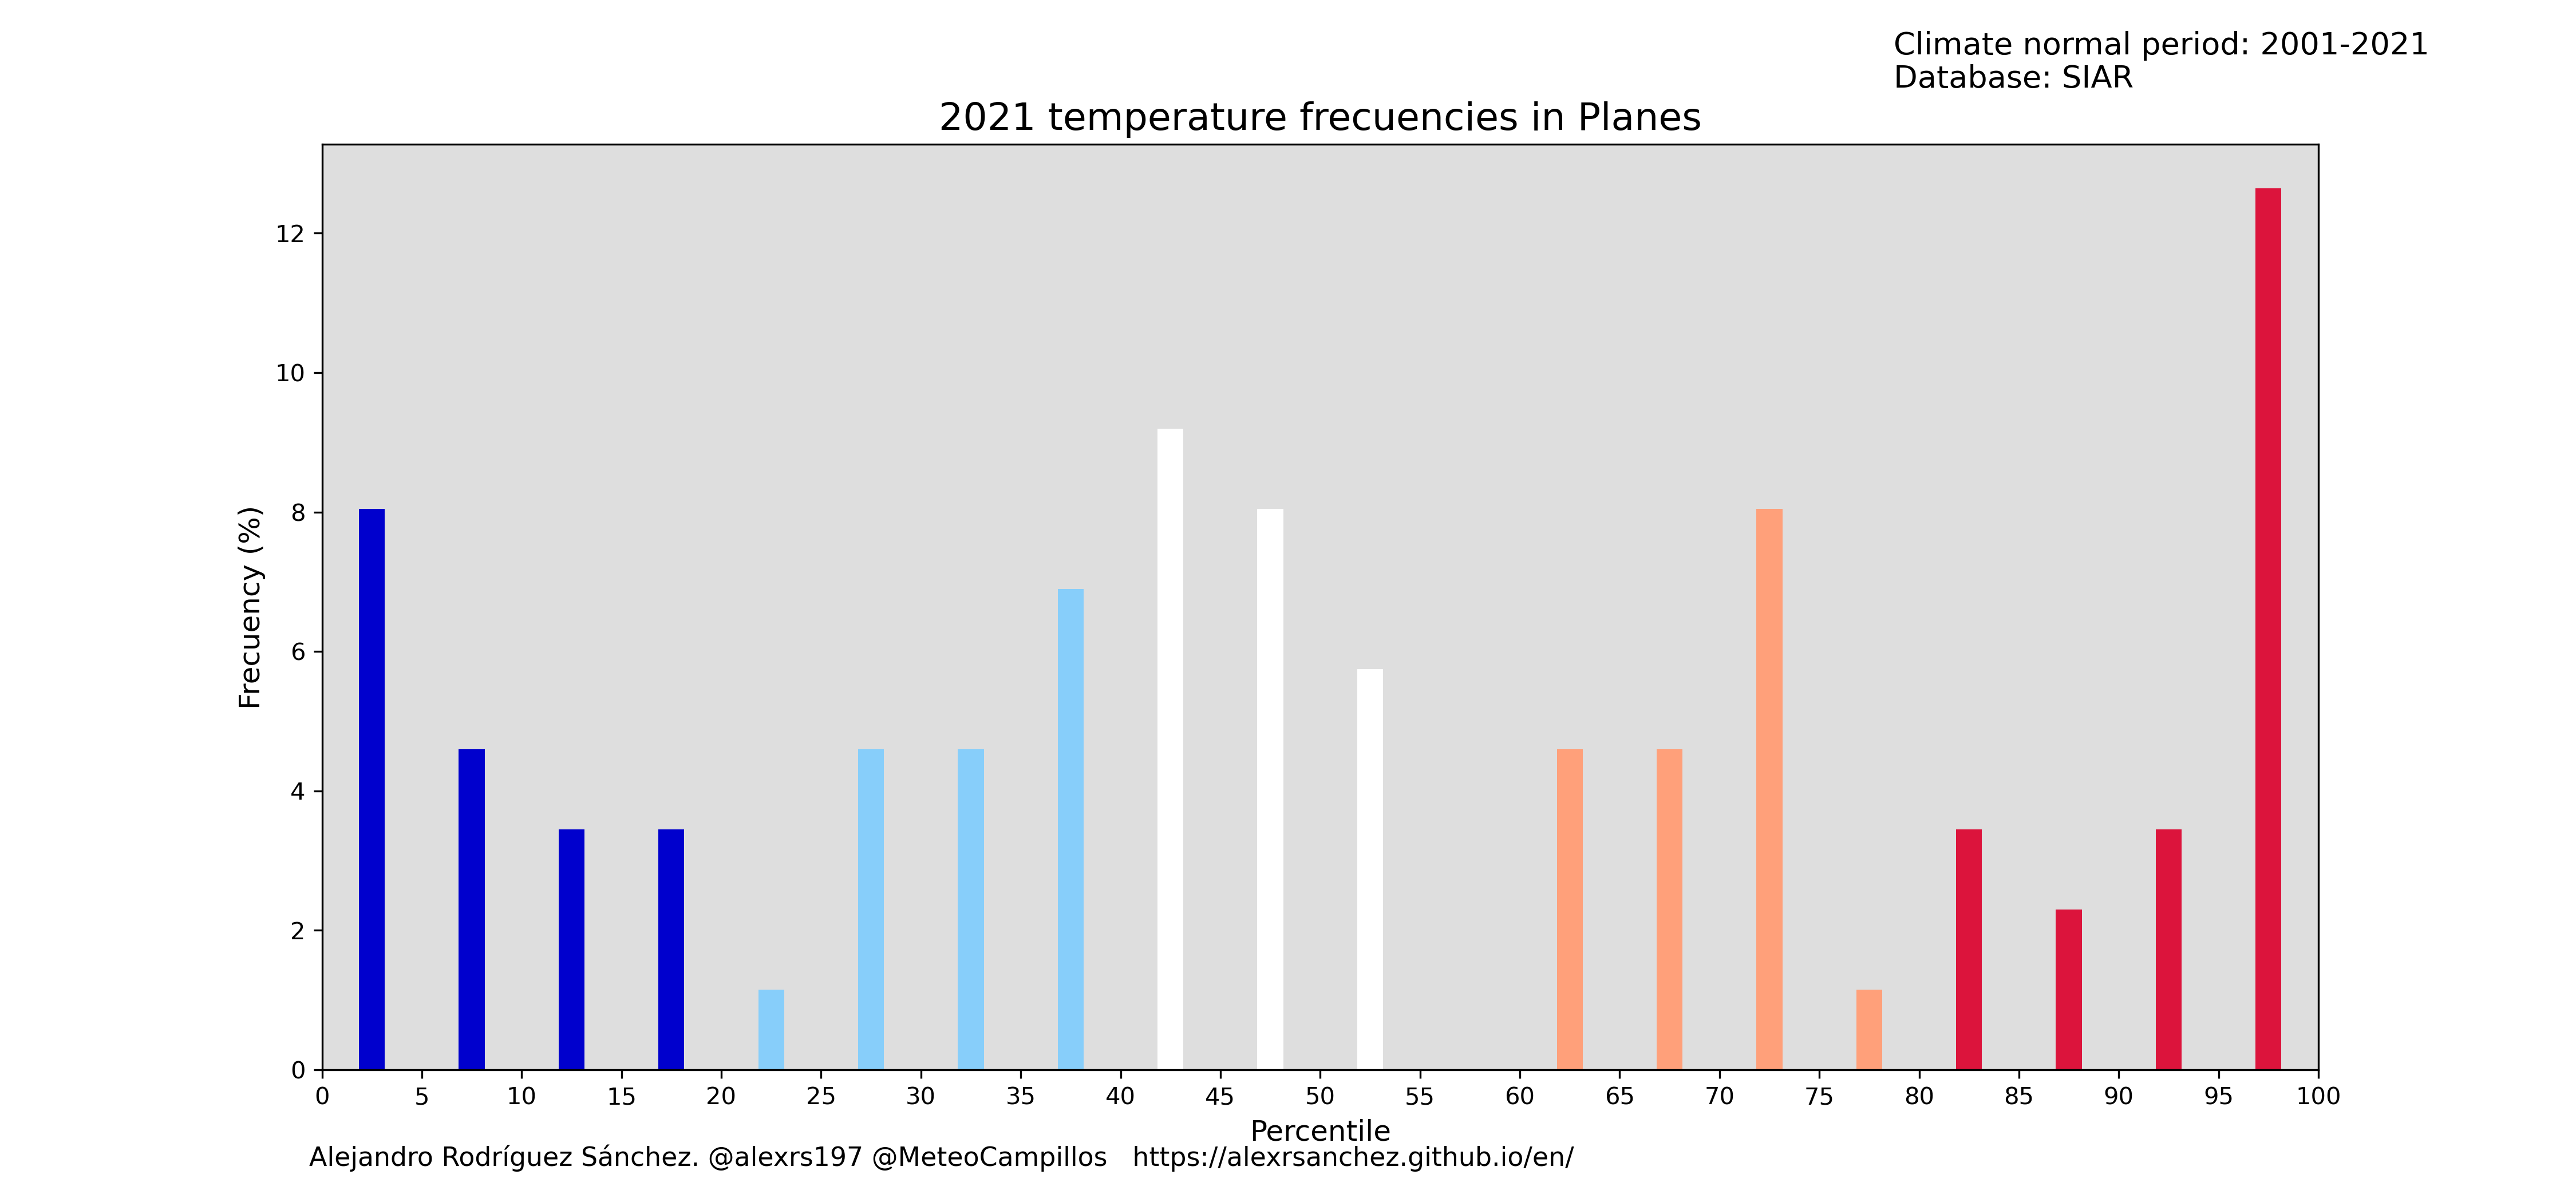 Climate normal period: 2001-2021
Database: SIAR
2021 temperature frecuencies in Planes
12
10
8
6
4
2
0
Frecuency (%)
0 5 10 15 20 25 30 35 40 45 50 55 60 65 70 75 80 85 90 95 100
Percentile
Alejandro Rodríguez Sánchez. @alexrs197 @MeteoCampillos https://alexrsanchez.github.io/en/